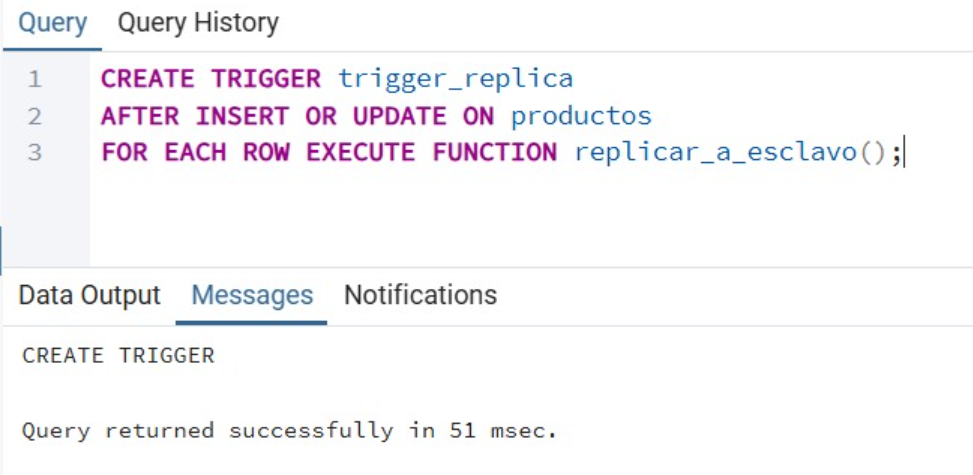 Query Query History
1 CREATE TRIGGER trigger_replica
2 AFTER INSERT OR UPDATE ON productos
3 FOR EACH ROW EXECUTE FUNCTION replicar_a_esclavo();
Data Output Messages Notifications
CREATE TRIGGER
Query returned successfully in 51 msec.